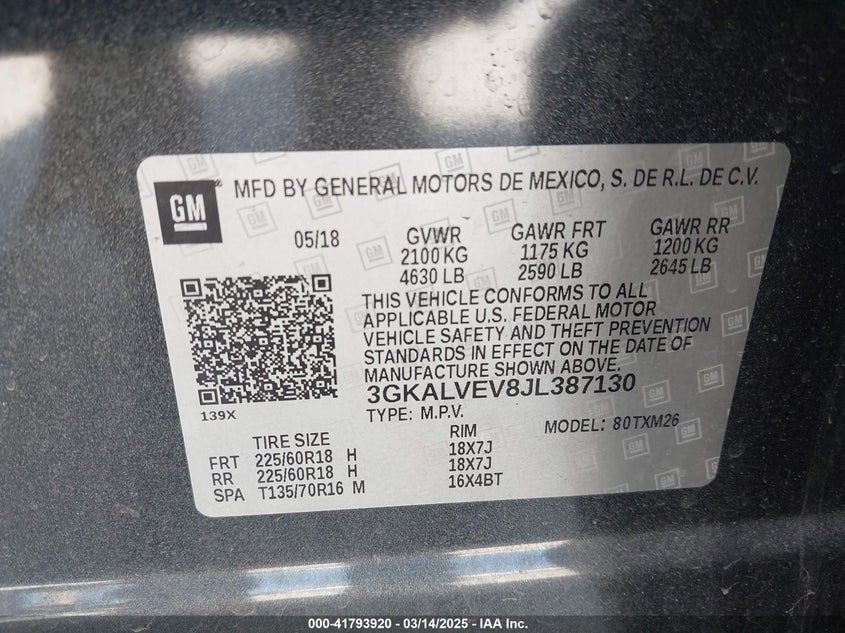 GM MFD BY GENERAL MOTORS DE MEXICO, S. DE R.L. DE C.V.
05/18 GVWR GAWR FRT GAWR RR
2100 KG 1175 KG 1200 KG
4630 LB 2590 LB 2645 LB
THIS VEHICLE CONFORMS TO ALL
APPLICABLE U.S. FEDERAL MOTOR
VEHICLE SAFETY AND THEFT PREVENTION
STANDARDS IN EFFECT ON THE DATE OF
MANUFACTURE SHOWN ABOVE.
3GKALVEV8JL387130
139X
TYPE: M.P.V. MODEL: 80TXM26
TIRE SIZE RIM
FRT 225/60R18 H 18X7J
RR 225/60R18 H 18X7J
SPA T135/70R16 M 16X4BT
000-41793920 - 03/14/2025 - IAA Inc.